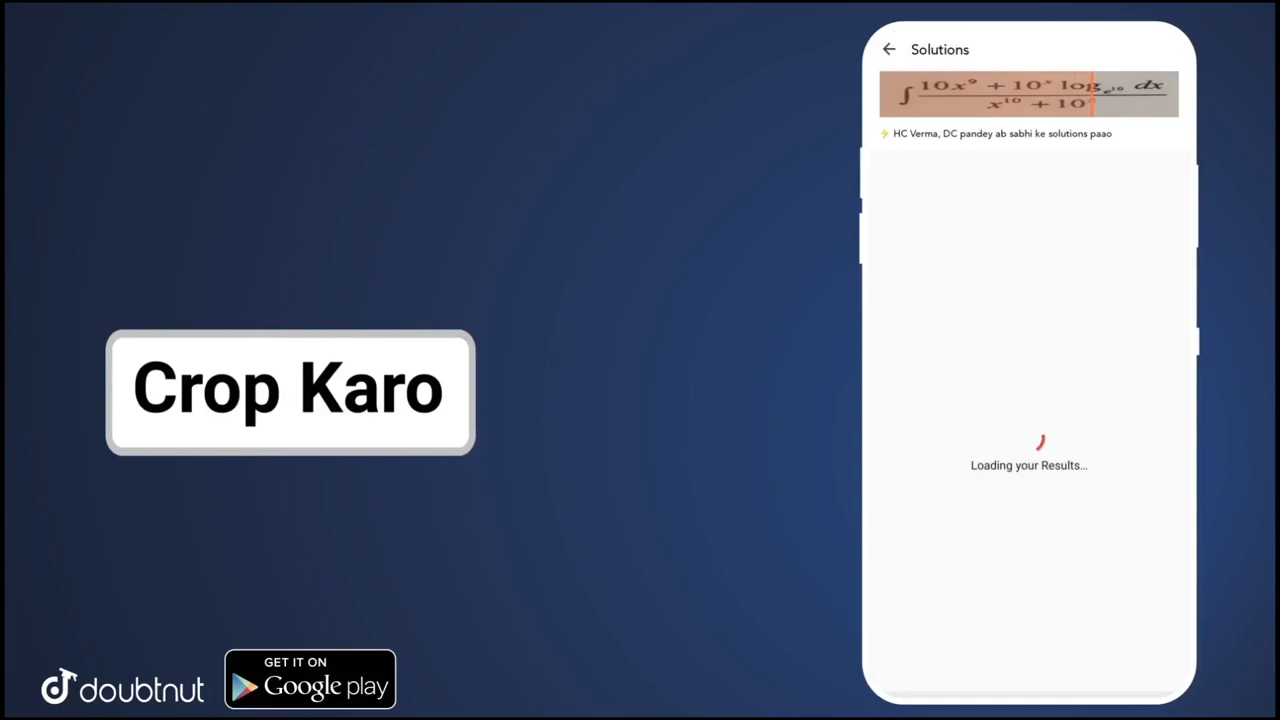 Solutions
∫ 10x⁹ + 10ˣ logₑ10 dx
x¹⁰ + 10ˣ
⚡ HC Verma, DC pandey ab sabhi ke solutions paao
Crop Karo
Loading your Results...
doubtnut
GET IT ON
Google play